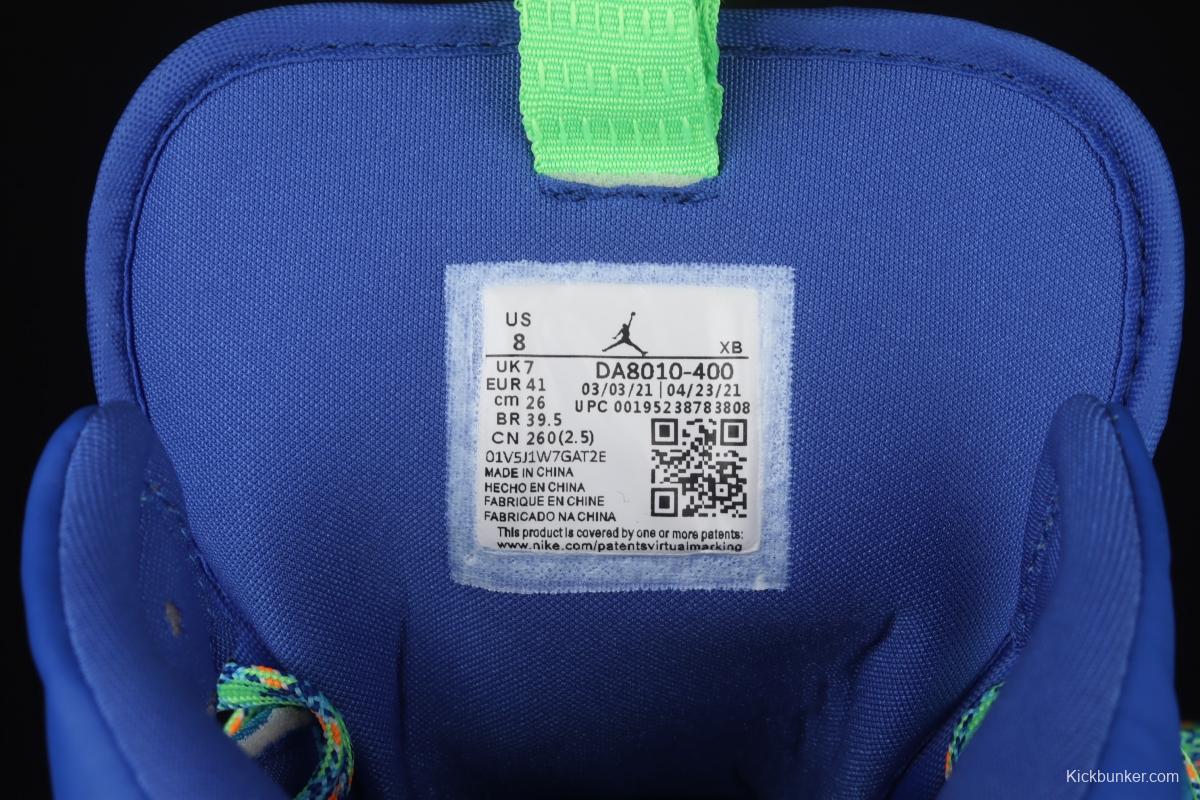 US
8
XB
UK 7
EUR 41
cm 26
BR 39.5
CN 260(2.5)
DA8010-400
03/03/21 | 04/23/21
UPC 00195238783808
01V5J1W7GAT2E
MADE IN CHINA
HECHO EN CHINA
FABRIQUE EN CHINE
FABRICADO NA CHINA
This product is covered by one or more patents:
www.nike.com/patentsvirtualmarking
Kickbunker.com